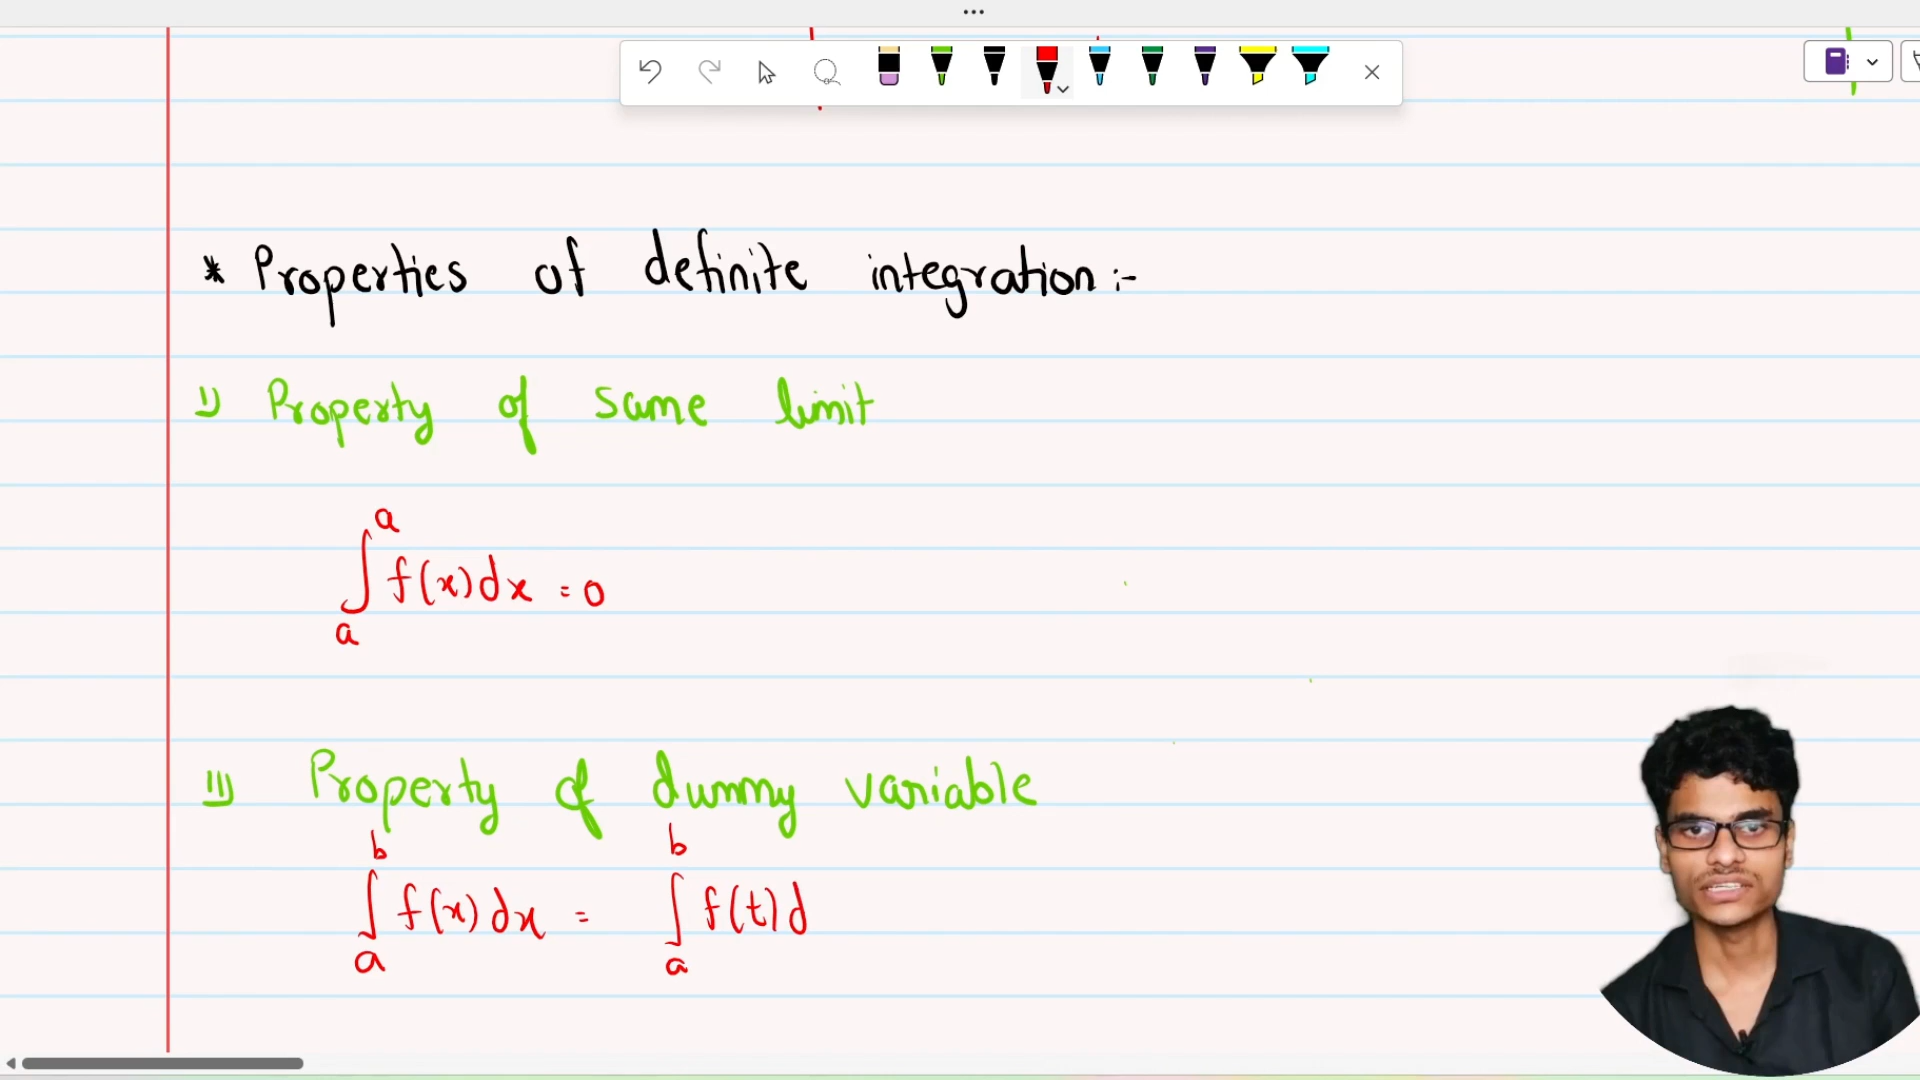 * Properties of definite integration :-
1) Property of same limit
∫ₐᵃ f(x) dx = 0
11) Property of dummy variable
∫ₐᵇ f(x) dx = ∫ₐᵇ f(t) d